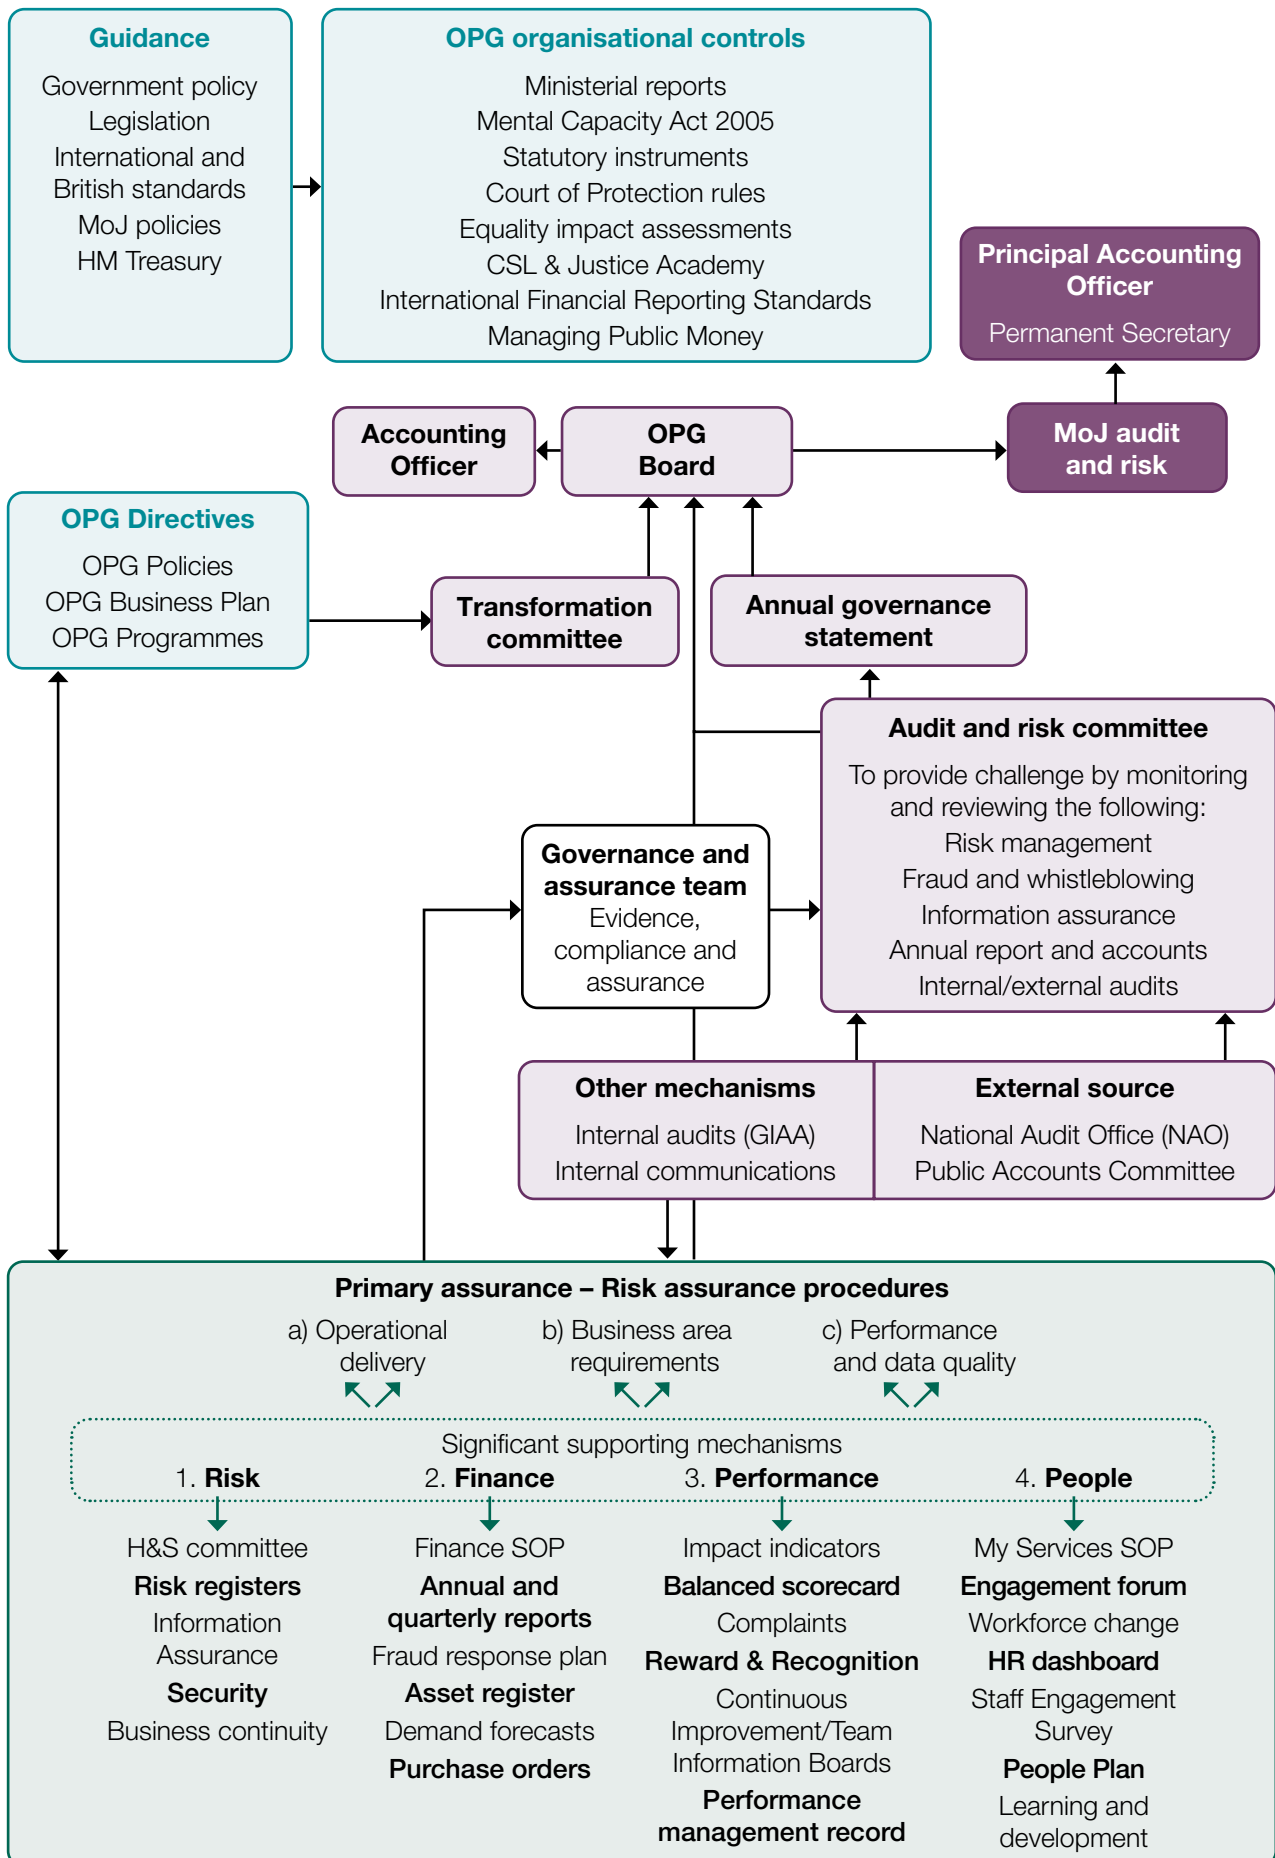 Guidance
Government policy
Legislation
International and
British standards
MoJ policies
HM Treasury
OPG organisational controls
Ministerial reports
Mental Capacity Act 2005
Statutory instruments
Court of Protection rules
Equality impact assessments
CSL & Justice Academy
International Financial Reporting Standards
Managing Public Money
Principal Accounting
Officer
Permanent Secretary
Accounting
Officer
OPG
Board
MoJ audit
and risk
OPG Directives
OPG Policies
OPG Business Plan
OPG Programmes
Transformation
committee
Annual governance
statement
Audit and risk committee
To provide challenge by monitoring
and reviewing the following:
Risk management
Fraud and whistleblowing
Information assurance
Annual report and accounts
Internal/external audits
Governance and
assurance team
Evidence,
compliance and
assurance
Other mechanisms
Internal audits (GIAA)
Internal communications
External source
National Audit Office (NAO)
Public Accounts Committee
Primary assurance – Risk assurance procedures
a) Operational
delivery
b) Business area
requirements
c) Performance
and data quality
Significant supporting mechanisms
1. Risk
2. Finance
3. Performance
4. People
H&S committee
Risk registers
Information
Assurance
Security
Business continuity
Finance SOP
Annual and
quarterly reports
Fraud response plan
Asset register
Demand forecasts
Purchase orders
Impact indicators
Balanced scorecard
Complaints
Reward & Recognition
Continuous
Improvement/Team
Information Boards
Performance
management record
My Services SOP
Engagement forum
Workforce change
HR dashboard
Staff Engagement
Survey
People Plan
Learning and
development